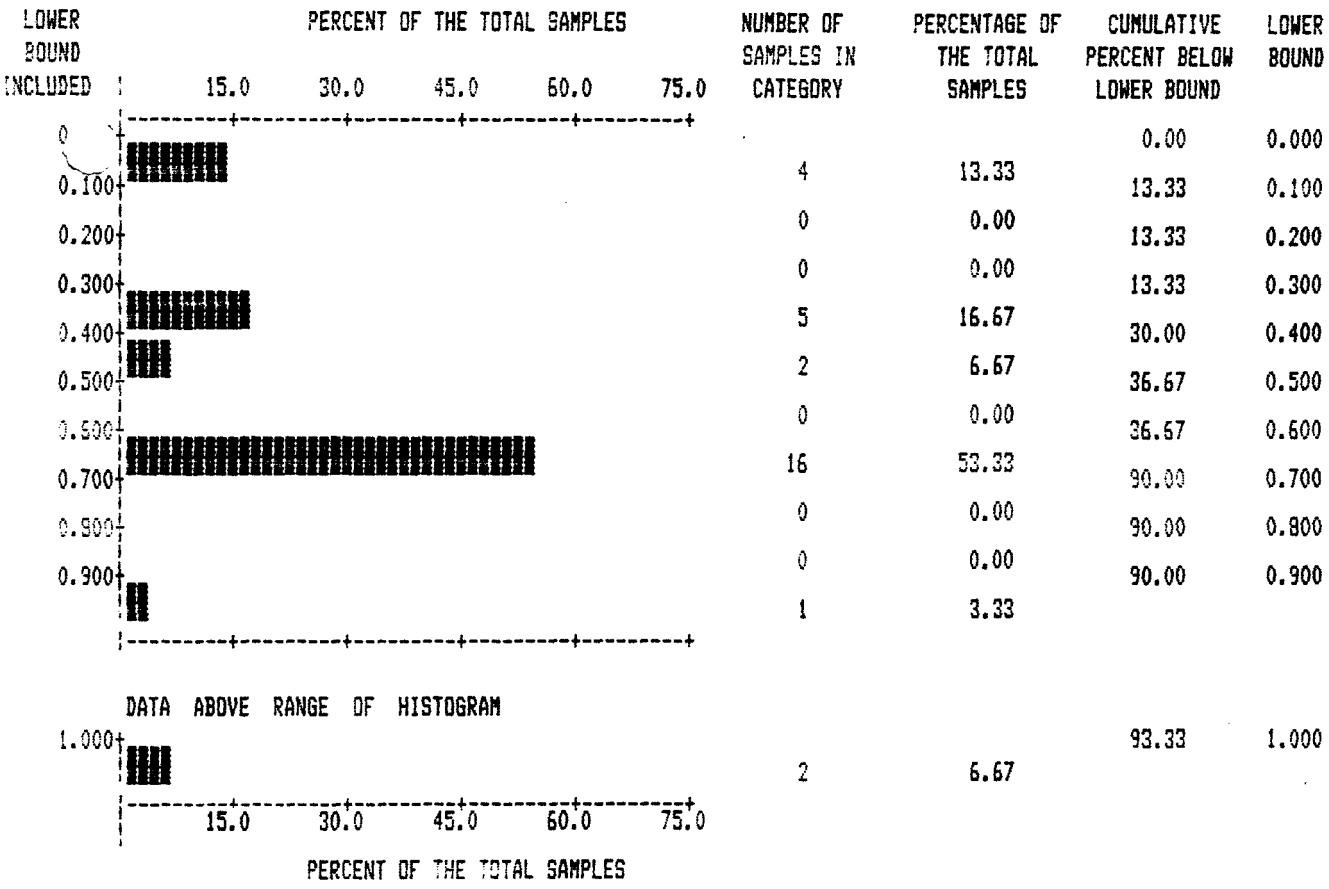 LOWER PERCENT OF THE TOTAL SAMPLES NUMBER OF PERCENTAGE OF CUMULATIVE LOWER
BOUND SAMPLES IN THE TOTAL PERCENT BELOW BOUND
INCLUDED 15.0 30.0 45.0 60.0 75.0 CATEGORY SAMPLES LOWER BOUND
0 0.00 0.000
4 13.33
0.100 13.33 0.100
0 0.00
0.200 13.33 0.200
0 0.00
0.300 13.33 0.300
5 16.67
0.400 30.00 0.400
2 6.67
0.500 36.67 0.500
0 0.00
0.600 36.67 0.600
16 53.33
0.700 90.00 0.700
0 0.00
0.800 90.00 0.800
0 0.00
0.900 90.00 0.900
1 3.33
DATA ABOVE RANGE OF HISTOGRAM
1.000 93.33 1.000
2 6.67
15.0 30.0 45.0 60.0 75.0
PERCENT OF THE TOTAL SAMPLES